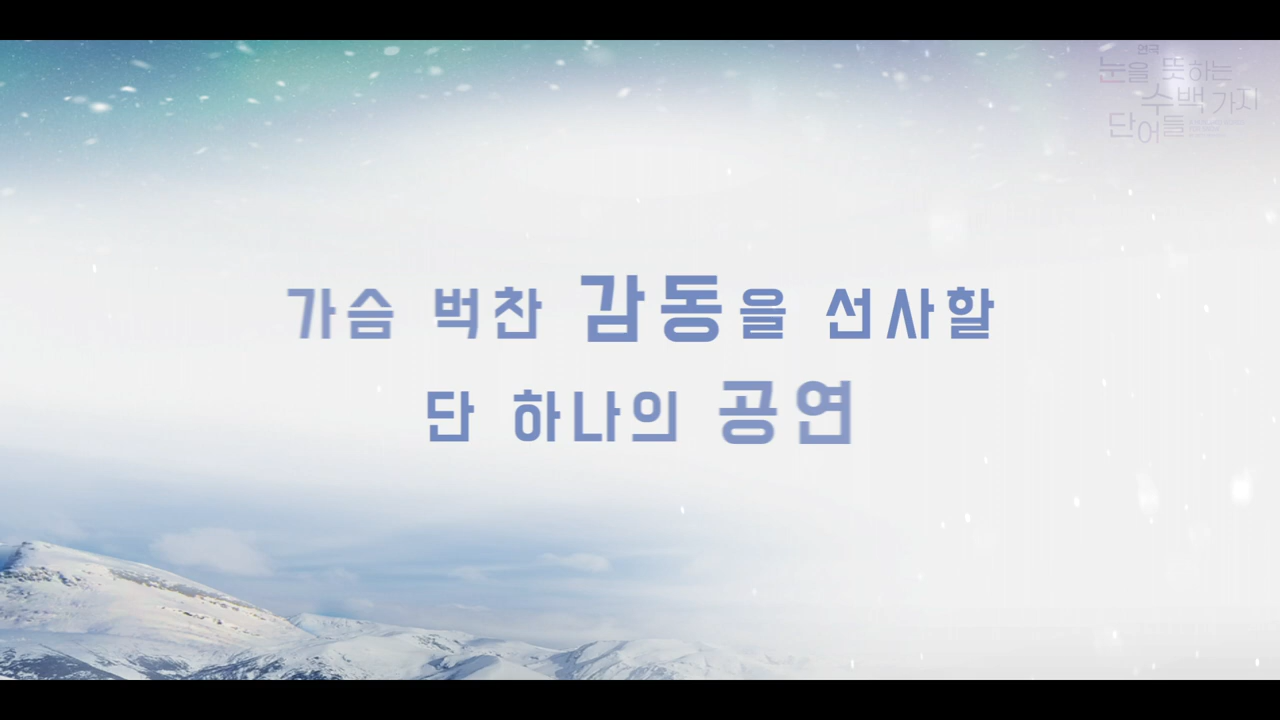 연극
눈을 뜻하는
수백 가지
단어들
가슴 벅찬 감동을 선사할
단 하나의 공연